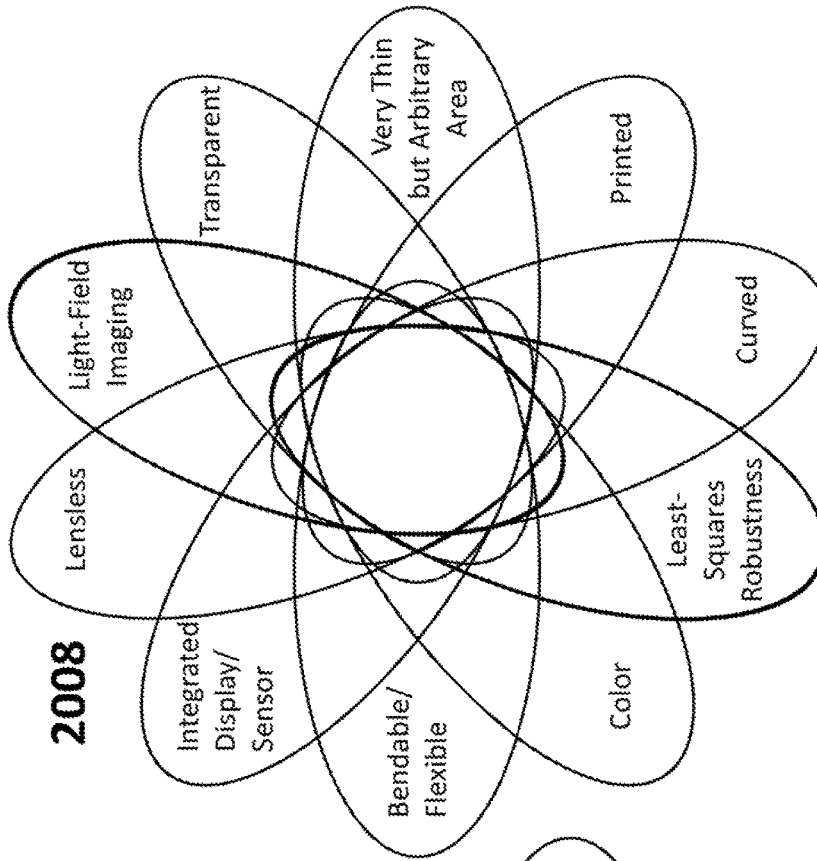 2008
Lensless
Light-Field
Imaging
Transparent
Very Thin
but Arbitrary
Area
Printed
Curved
Least-
Squares
Robustness
Color
Bendable/
Flexible
Integrated
Display/
Sensor